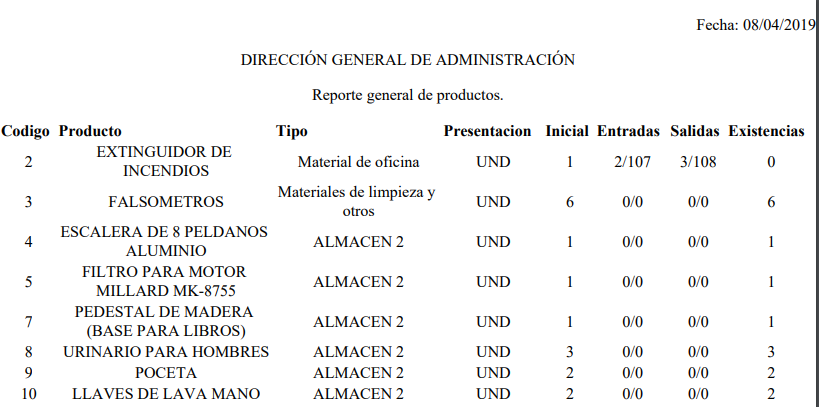 Fecha: 08/04/2019
DIRECCIÓN GENERAL DE ADMINISTRACIÓN
Reporte general de productos.
Codigo Producto Tipo Presentacion Inicial Entradas Salidas Existencias
2 EXTINGUIDOR DE INCENDIOS Material de oficina UND 1 2/107 3/108 0
3 FALSOMETROS Materiales de limpieza y otros UND 6 0/0 0/0 6
4 ESCALERA DE 8 PELDANOS ALUMINIO ALMACEN 2 UND 1 0/0 0/0 1
5 FILTRO PARA MOTOR MILLARD MK-8755 ALMACEN 2 UND 1 0/0 0/0 1
7 PEDESTAL DE MADERA (BASE PARA LIBROS) ALMACEN 2 UND 1 0/0 0/0 1
8 URINARIO PARA HOMBRES ALMACEN 2 UND 3 0/0 0/0 3
9 POCETA ALMACEN 2 UND 2 0/0 0/0 2
10 LLAVES DE LAVA MANO ALMACEN 2 UND 2 0/0 0/0 2